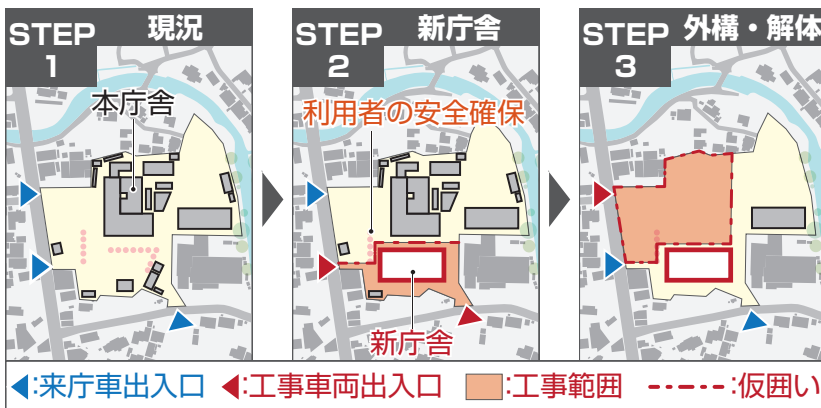 STEP 1 現況
STEP 2 新庁舎
STEP 3 外構・解体
本庁舎
利用者の安全確保
新庁舎
:来庁車出入口 :工事車両出入口 :工事範囲 :仮囲い